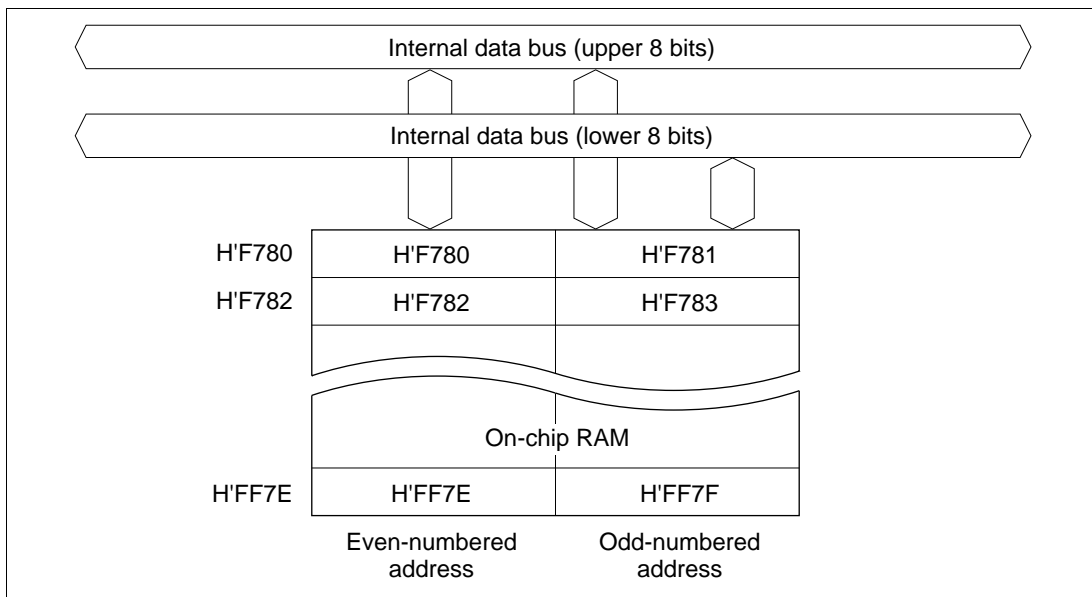 Internal data bus (upper 8 bits)
Internal data bus (lower 8 bits)
H'F780 H'F780 H'F781
H'F782 H'F782 H'F783
On-chip RAM
H'FF7E H'FF7E H'FF7F
Even-numbered address
Odd-numbered address